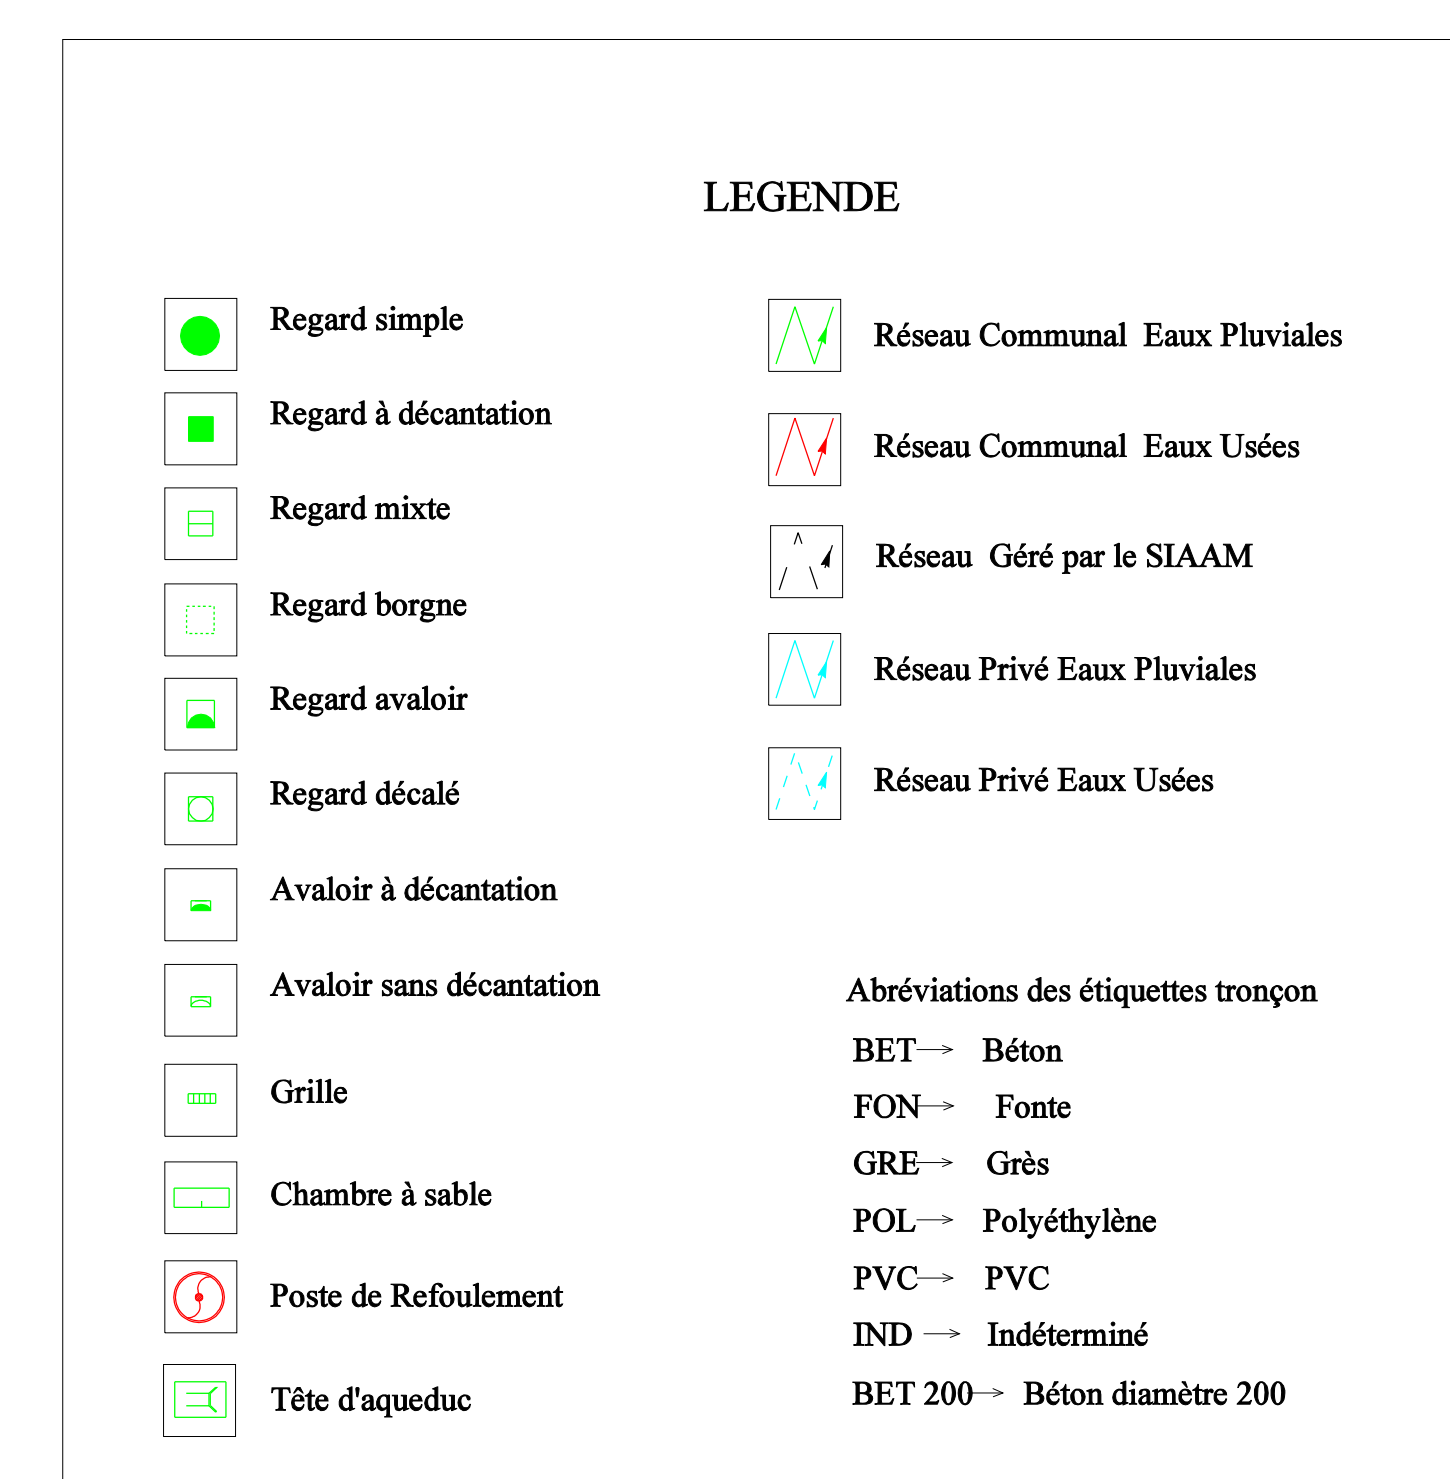 LEGENDE
Regard simple
Regard à décantation
Regard mixte
Regard borgne
Regard avaloir
Regard décalé
Avaloir à décantation
Avaloir sans décantation
Grille
Chambre à sable
Poste de Refoulement
Tête d'aqueduc
Réseau Communal Eaux Pluviales
Réseau Communal Eaux Usées
Réseau Géré par le SIAAM
Réseau Privé Eaux Pluviales
Réseau Privé Eaux Usées
Abréviations des étiquettes tronçon
BET → Béton
FON → Fonte
GRE → Grès
POL → Polyéthylène
PVC → PVC
IND → Indéterminé
BET 200 → Béton diamètre 200